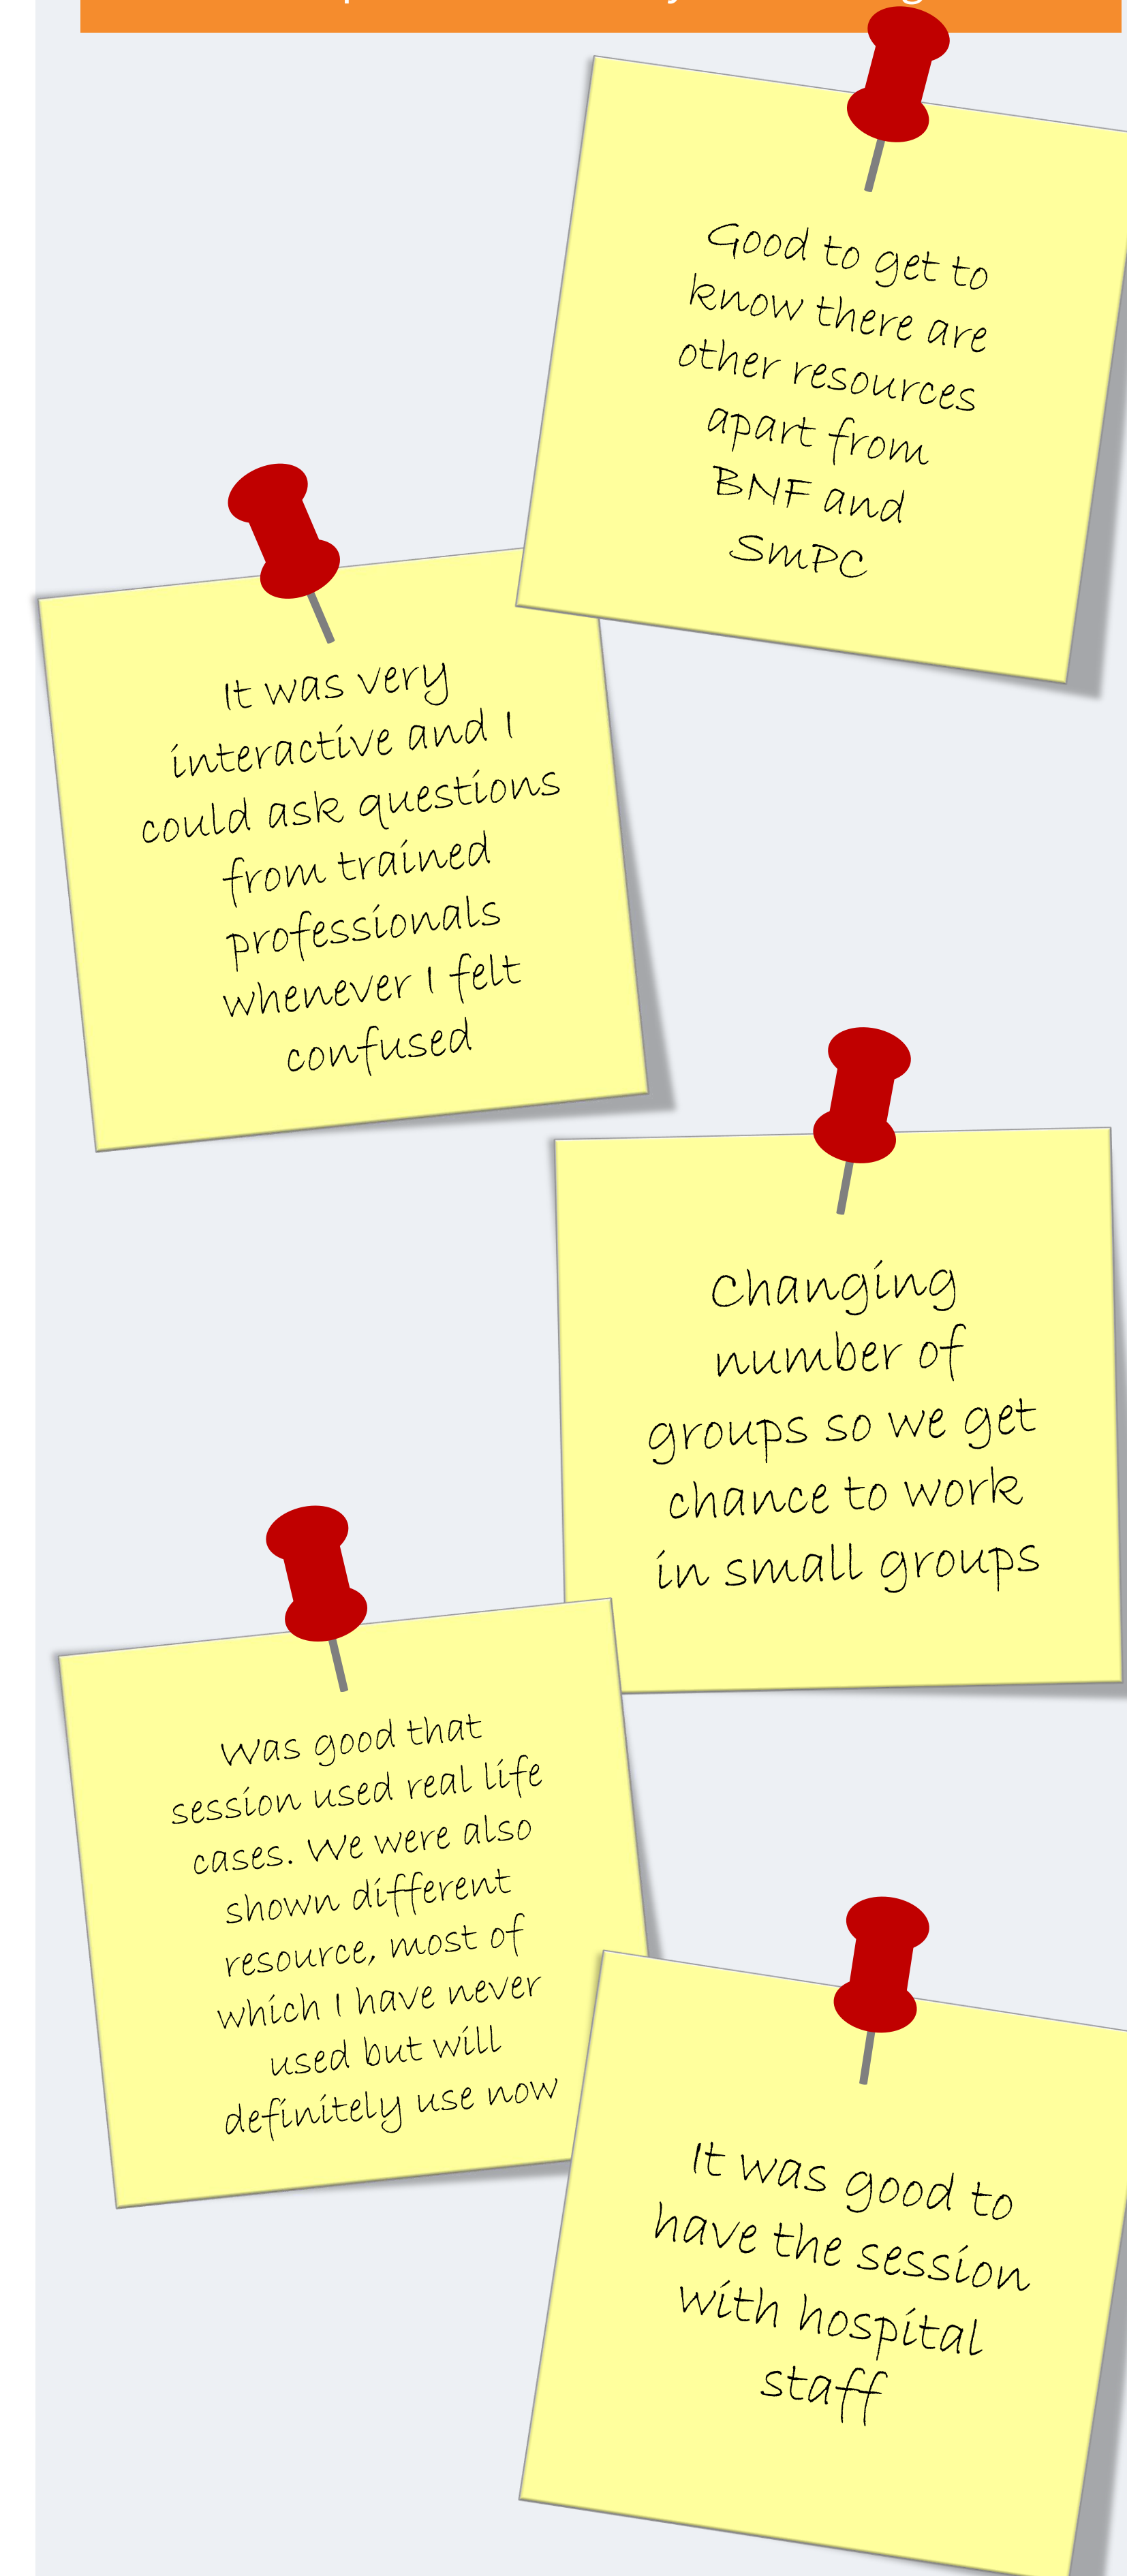 Good to get to
know there are
other resources
apart from
BNF and
SmPC
It was very
interactive and I
could ask questions
from trained
professionals
whenever I felt
confused
Changing
number of
groups so we get
chance to work
in small groups
Was good that
session used real life
cases. We were also
shown different
resource, most of
which I have never
used but will
definitely use now
It was good to
have the session
with hospital
staff